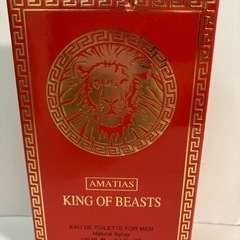 AMATIAS
KING OF BEASTS
EAU DE TOILETTE FOR MEN
Natural Spray